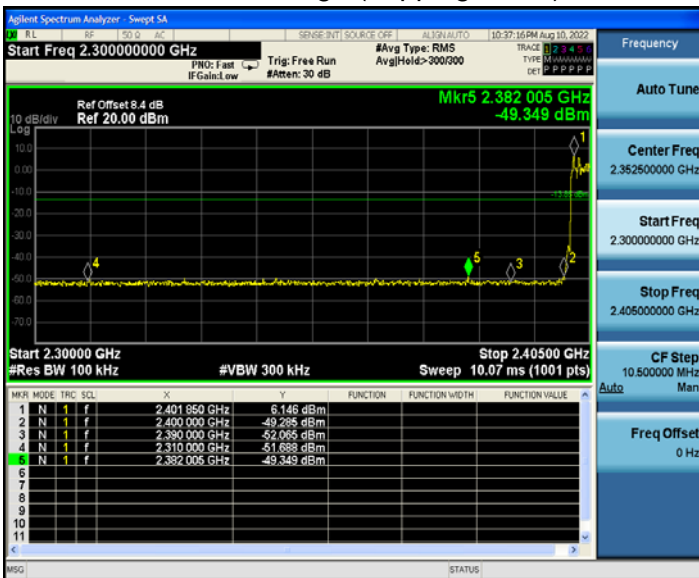 Agilent Spectrum Analyzer - Swept SA
RL RF 50 Ω AC SENSE:INT SOURCE OFF ALIGNAUTO 10:37:16 PM Aug 10, 2022
Start Freq 2.300000000 GHz
PNO: Fast
IFGain:Low
Trig: Free Run
#Atten: 30 dB
#Avg Type: RMS
Avg|Hold>300/300
TRACE 1 2 3 4 5 6
TYPE MWWWWW
DET P P P P P P
Mkr5 2.382 005 GHz
-49.349 dBm
Ref Offset 8.4 dB
10 dB/div Ref 20.00 dBm
Log
10.0
0.00
-10.0
-20.0
-30.0
-40.0
-50.0
-60.0
-70.0
1
2
3
4
5
Start 2.30000 GHz Stop 2.40500 GHz
#Res BW 100 kHz #VBW 300 kHz Sweep 10.07 ms (1001 pts)
MKR MODE TRC SCL X Y FUNCTION FUNCTION WIDTH FUNCTION VALUE
1 N 1 f 2.401 850 GHz 6.146 dBm
2 N 1 f 2.400 000 GHz -49.285 dBm
3 N 1 f 2.390 000 GHz -52.065 dBm
4 N 1 f 2.310 000 GHz -51.688 dBm
5 N 1 f 2.382 005 GHz -49.349 dBm
6
7
8
9
10
11
MSG STATUS
Frequency
Auto Tune
Center Freq
2.352500000 GHz
Start Freq
2.300000000 GHz
Stop Freq
2.405000000 GHz
CF Step
10.500000 MHz
Auto Man
Freq Offset
0 Hz